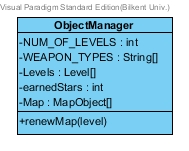 Visual Paradigm Standard Edition(Bilkent Univ.)
ObjectManager
-NUM_OF_LEVELS : int
-WEAPON_TYPES : String[]
-Levels : Level[]
-earnedStars : int
-Map : MapObject[]
+renewMap(level)